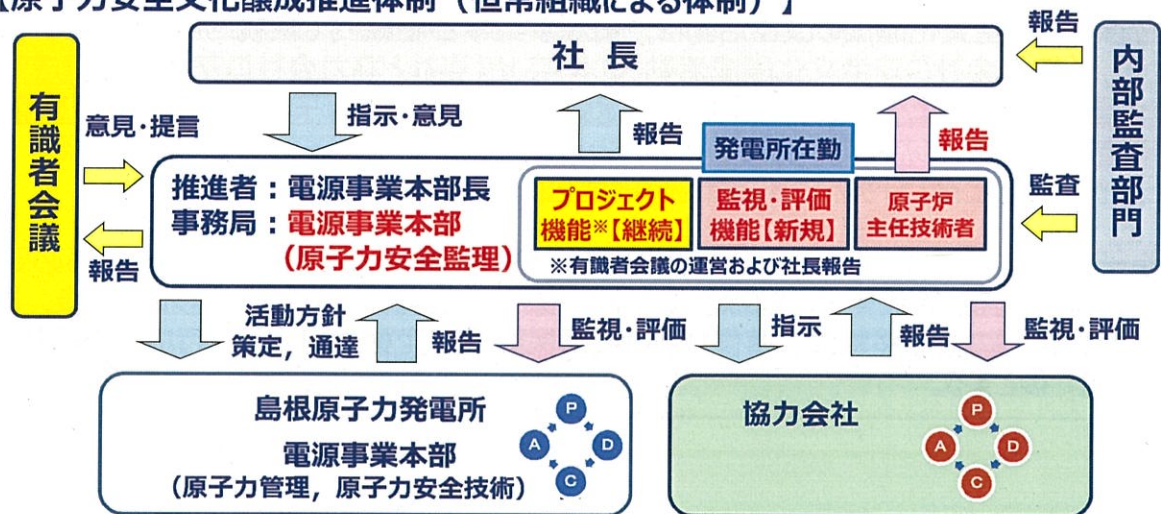 【原子力安全文化醸成推進体制（恒常組織による体制）】
社長
報告
内部監査部門
有識者会議
意見・提言
指示・意見
報告
発電所在勤
報告
推進者：電源事業本部長
事務局：電源事業本部
（原子力安全監理）
プロジェクト
機能※【継続】
監視・評価
機能【新規】
原子炉
主任技術者
※有識者会議の運営および社長報告
監査
報告
活動方針
策定，通達
報告
監視・評価
指示
報告
監視・評価
島根原子力発電所
電源事業本部
（原子力管理，原子力安全技術）
P
A
D
C
協力会社
P
A
D
C